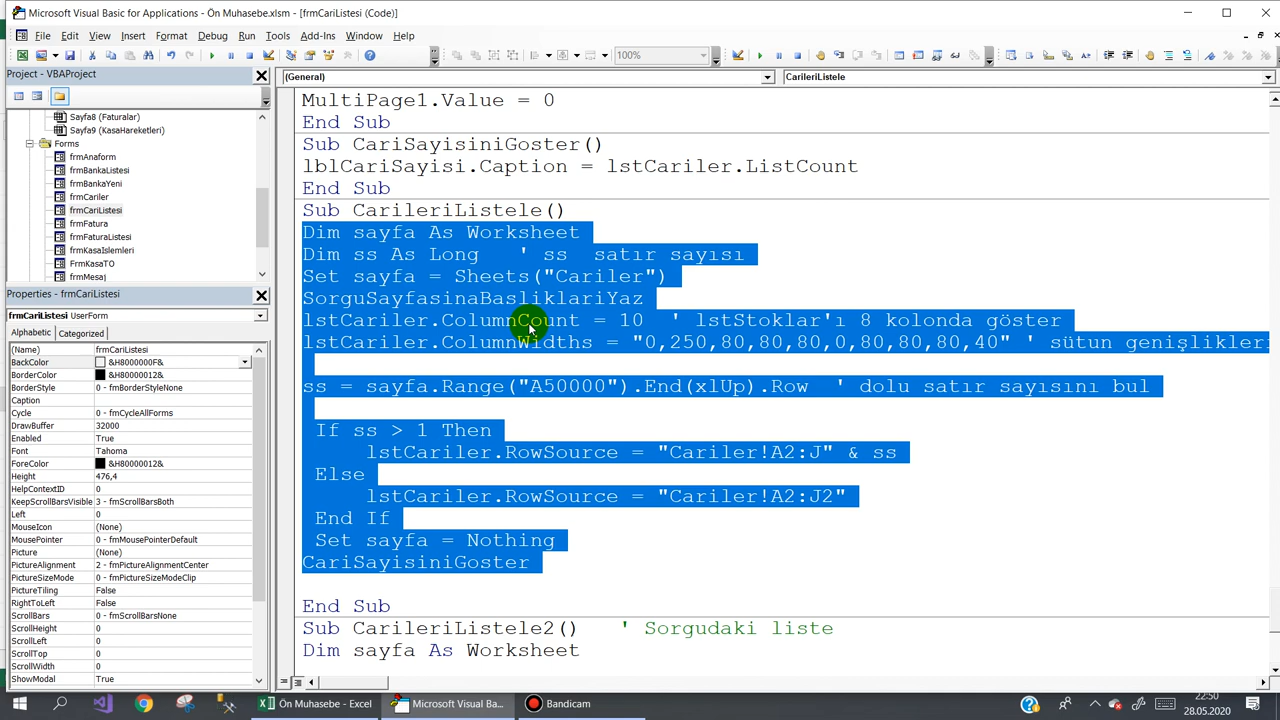 Microsoft Visual Basic for Applications - Ön Muhasebe.xlsm - [frmCariListesi (Code)]
File Edit View Insert Format Debug Run Tools Add-Ins Window Help
100%
Project - VBAProject
(General) CarileriListele
Sayfa8 (Faturalar)
Sayfa9 (KasaHareketleri)
Forms
frmAnaform
frmBankaListesi
frmBankaYeni
frmCariler
frmCariListesi
frmFatura
frmFaturaListesi
frmKasaIslemleri
frmKasaTO
frmMesaj
Properties - frmCariListesi
frmCariListesi UserForm
Alphabetic Categorized
(Name) frmCariListesi
BackColor &H8000000F&
BorderColor &H80000012&
BorderStyle 0 - fmBorderStyleNone
Caption
Cycle 0 - fmCycleAllForms
DrawBuffer 32000
Enabled True
Font Tahoma
ForeColor &H80000012&
Height 476,4
HelpContextID 0
KeepScrollBarsVisible 3 - fmScrollBarsBoth
Left 0
MouseIcon (None)
MousePointer 0 - fmMousePointerDefault
Picture (None)
PictureAlignment 2 - fmPictureAlignmentCenter
PictureSizeMode 0 - fmPictureSizeModeClip
PictureTiling False
RightToLeft False
ScrollBars 0 - fmScrollBarsNone
ScrollHeight 0
ScrollLeft 0
ScrollTop 0
ScrollWidth 0
ShowModal True
MultiPage1.Value = 0
End Sub
Sub CariSayisiniGoster()
lblCariSayisi.Caption = lstCariler.ListCount
End Sub
Sub CarileriListele()
Dim sayfa As Worksheet
Dim ss As Long ' ss satır sayısı
Set sayfa = Sheets("Cariler")
SorguSayfasinaBasliklariYaz
lstCariler.ColumnCount = 10 ' lstStoklar'ı 8 kolonda göster
lstCariler.ColumnWidths = "0,250,80,80,80,0,80,80,80,40" ' sütun genişlikleri
ss = sayfa.Range("A50000").End(xlUp).Row ' dolu satır sayısını bul
If ss > 1 Then
lstCariler.RowSource = "Cariler!A2:J" & ss
Else
lstCariler.RowSource = "Cariler!A2:J2"
End If
Set sayfa = Nothing
CariSayisiniGoster
End Sub
Sub CarileriListele2() ' Sorgudaki liste
Dim sayfa As Worksheet
Ön Muhasebe - Excel
Microsoft Visual Ba...
Bandicam
22:50
28.05.2020